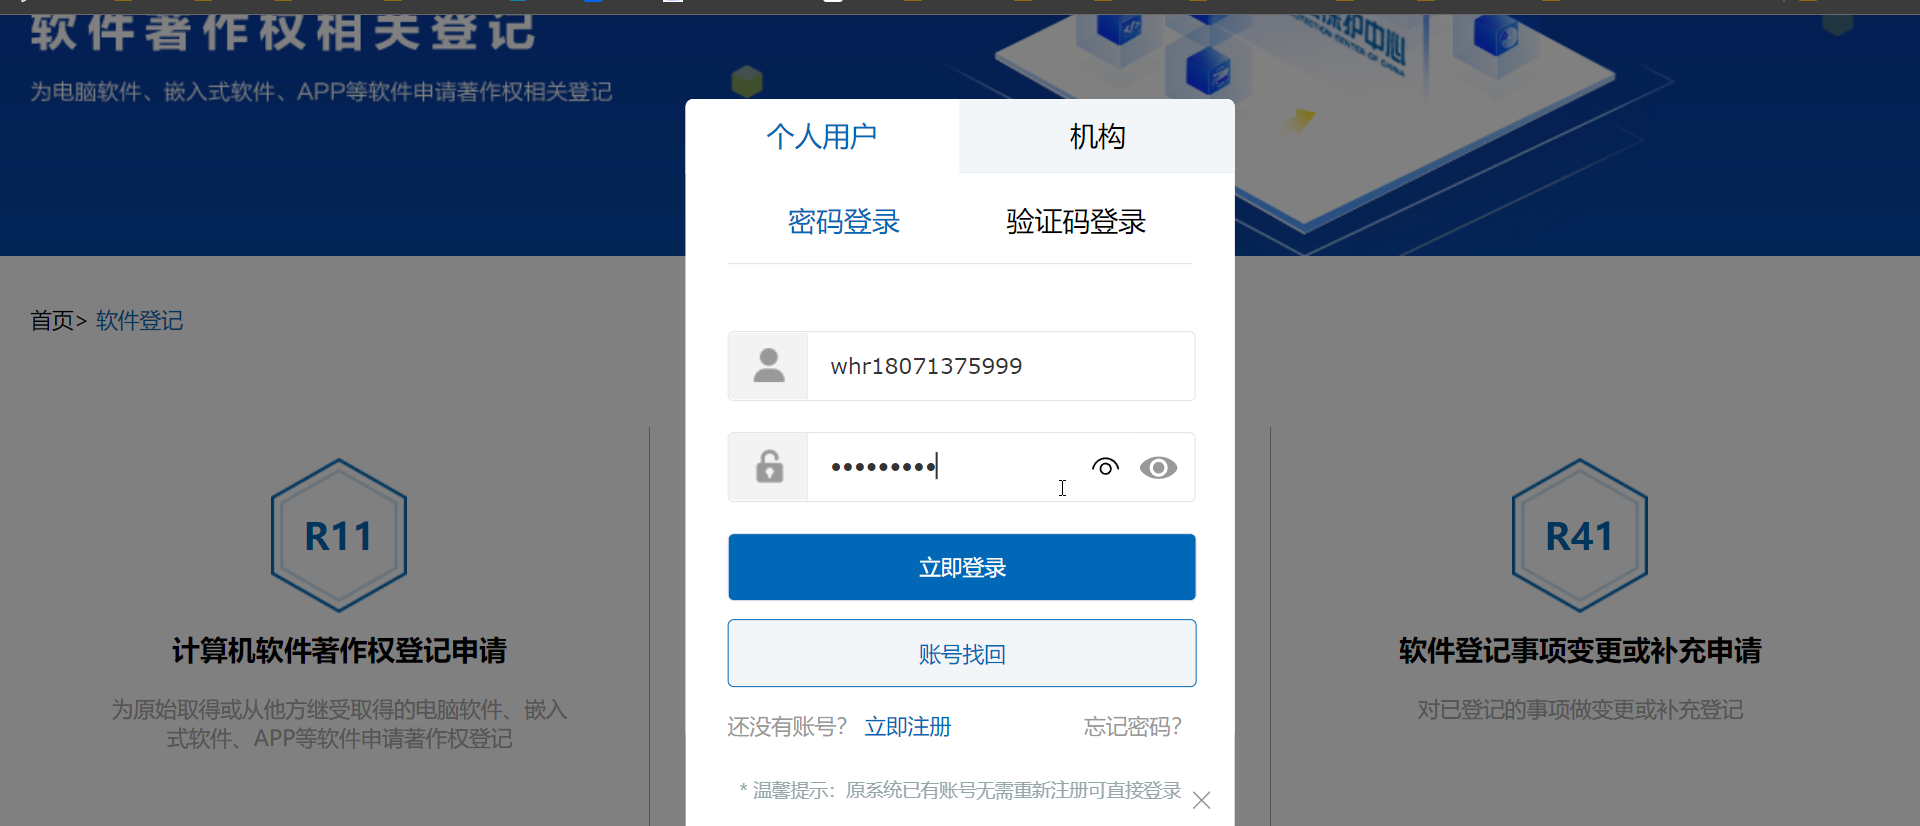 软件著作权相关登记
为电脑软件、嵌入式软件、APP等软件申请著作权相关登记
个人用户
机构
密码登录
验证码登录
首页> 软件登记
whr18071375999
•••••••••
立即登录
账号找回
还没有账号? 立即注册
忘记密码?
* 温馨提示：原系统已有账号无需重新注册可直接登录
R11
计算机软件著作权登记申请
为原始取得或从他方继受取得的电脑软件、嵌入
式软件、APP等软件申请著作权登记
R41
软件登记事项变更或补充申请
对已登记的事项做变更或补充登记